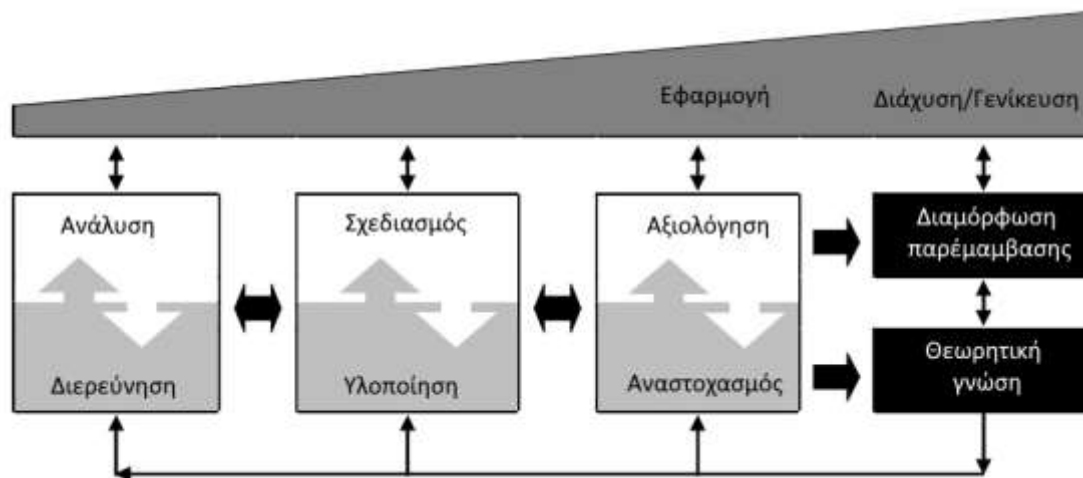 Εφαρμογή
Διάχυση/Γενίκευση
Ανάλυση
Διερεύνηση
Σχεδιασμός
Υλοποίηση
Αξιολόγηση
Αναστοχασμός
Διαμόρφωση
παρέμαμβασης
Θεωρητική
γνώση